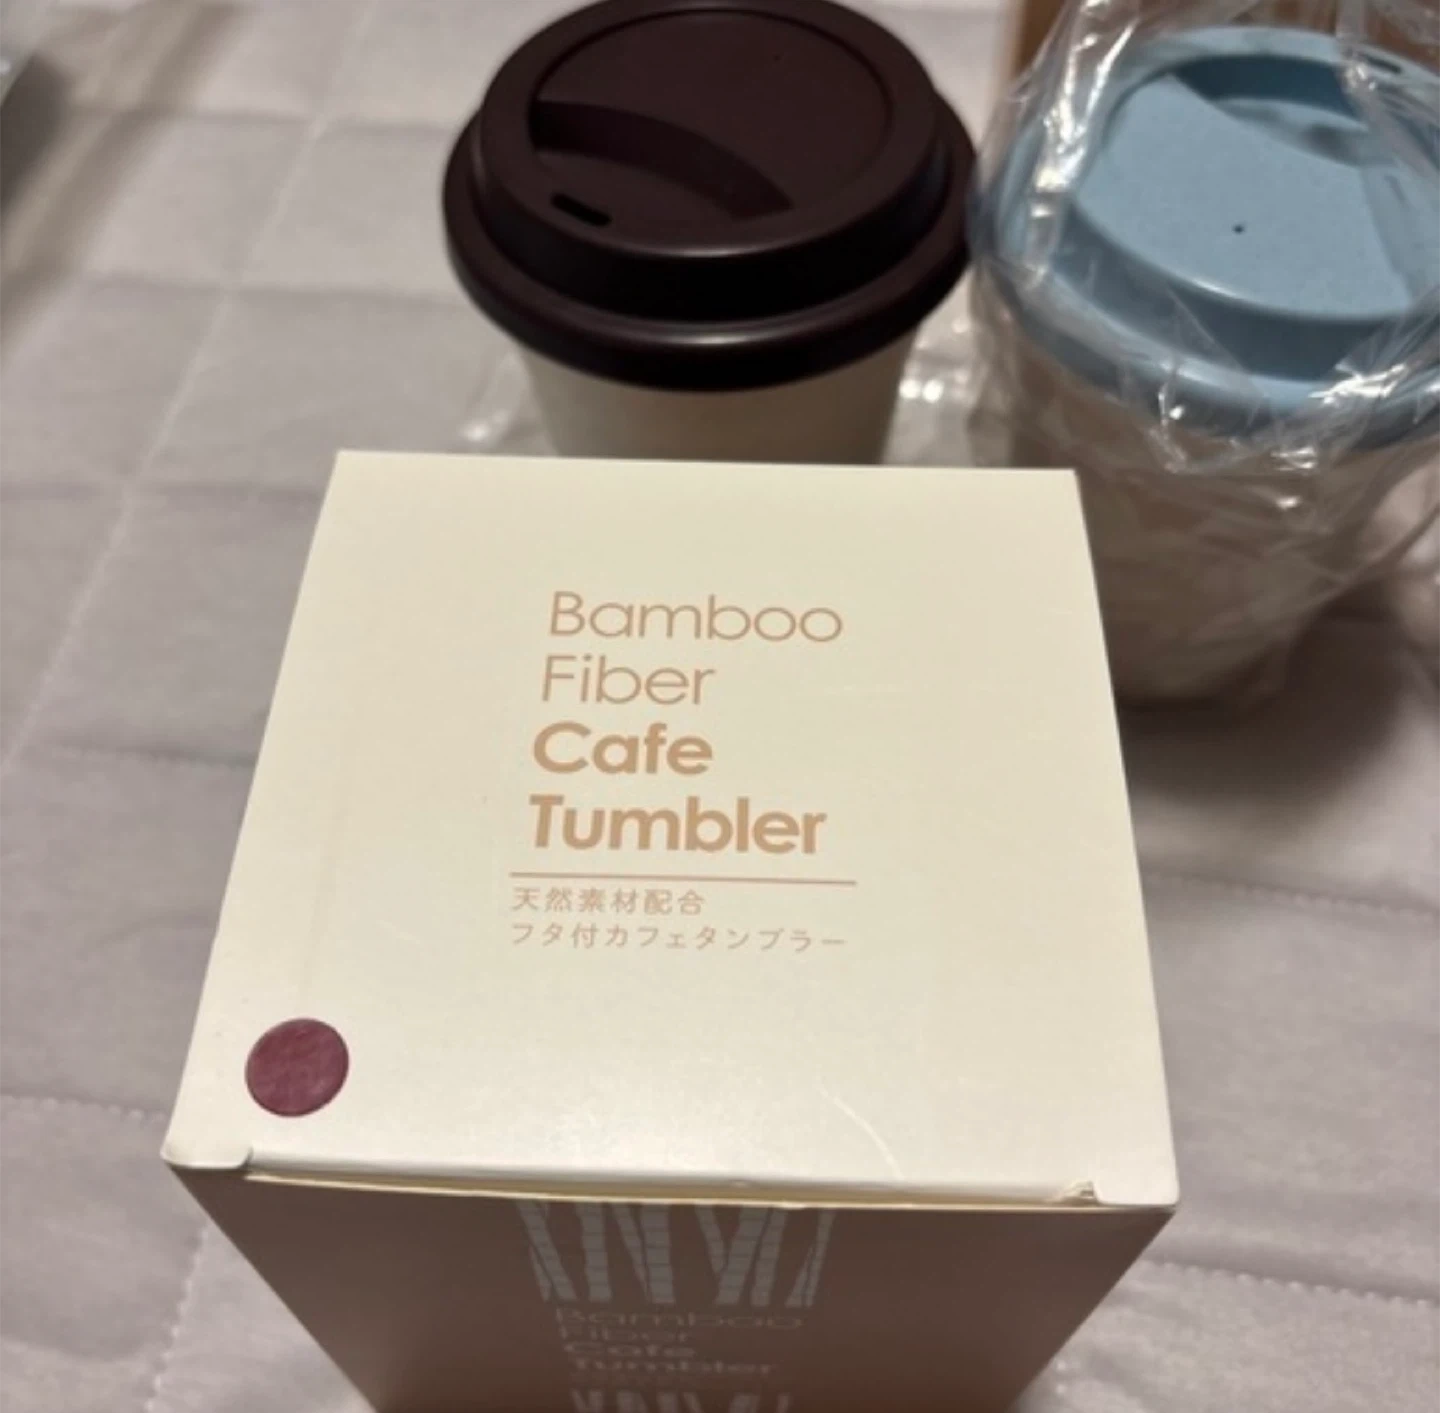 Bamboo
Fiber
Cafe
Tumbler
天然素材配合
フタ付カフェタンブラー
Bamboo
Fiber
Cafe
Tumbler